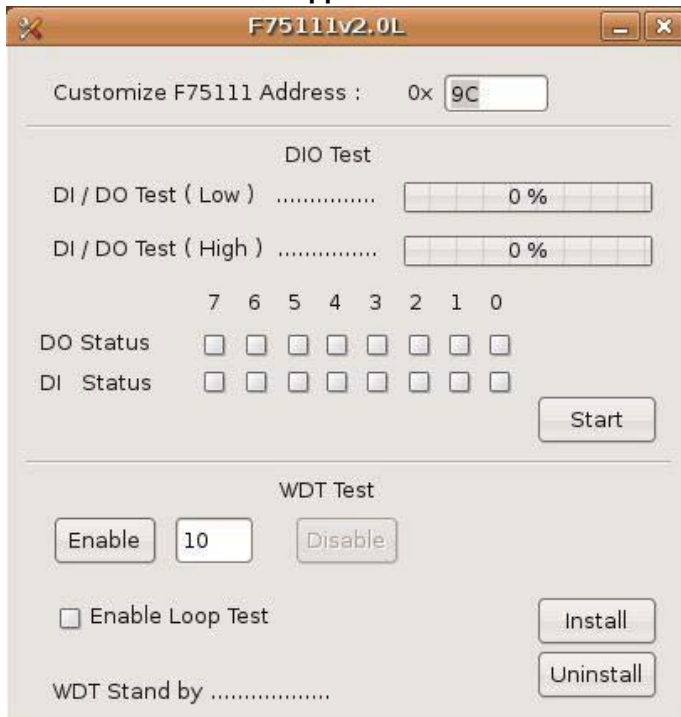 F75111v2.0L
Customize F75111 Address : 0x 9C
DIO Test
DI / DO Test ( Low ) ............... 0 %
DI / DO Test ( High ) ............... 0 %
7 6 5 4 3 2 1 0
DO Status
DI Status
Start
WDT Test
Enable 10 Disable
Enable Loop Test
Install
Uninstall
WDT Stand by ..................